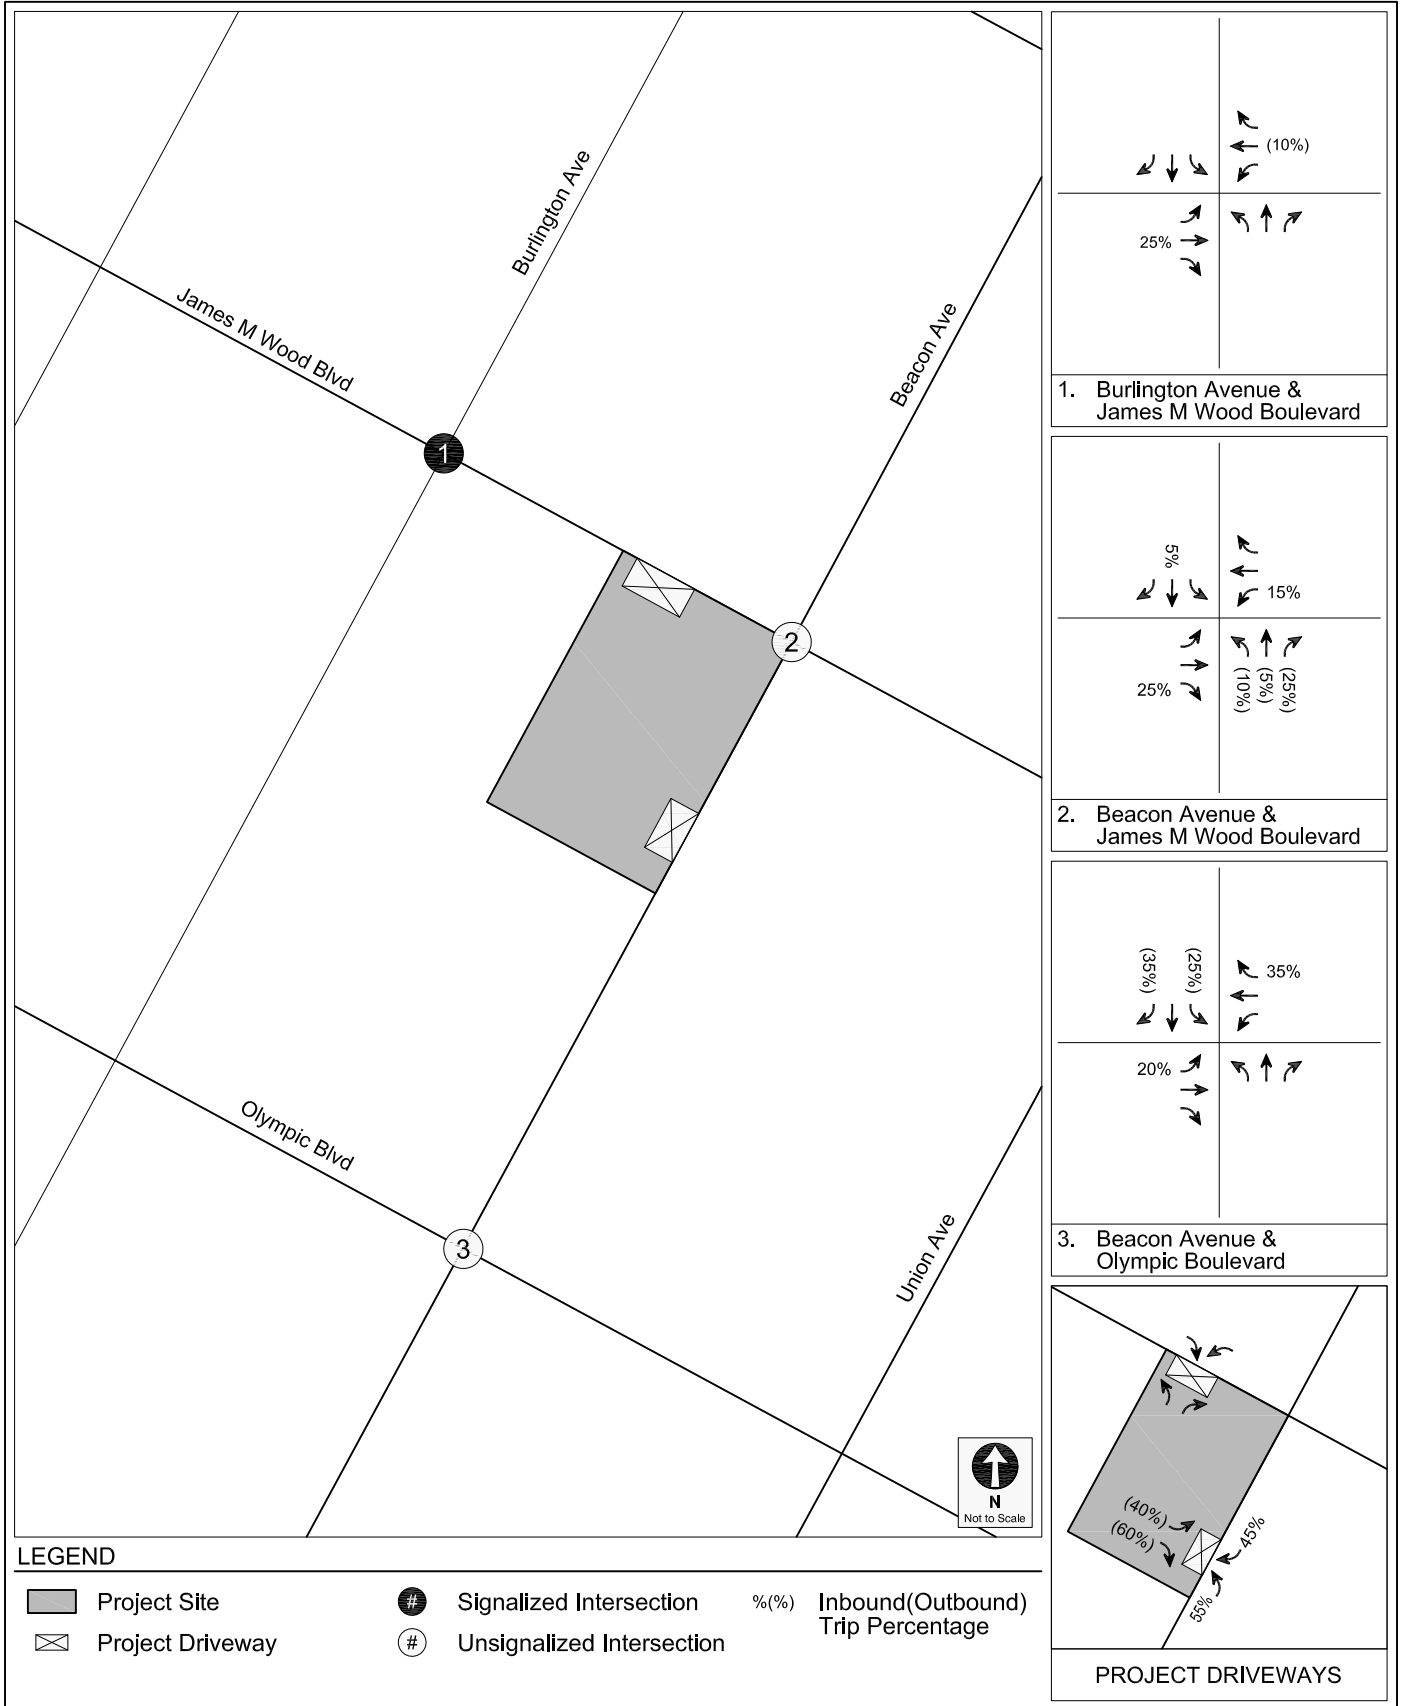 Burlington Ave
James M Wood Blvd
Beacon Ave
1
2
3
Olympic Blvd
Union Ave
N
Not to Scale
(10%)
25%
1. Burlington Avenue &
James M Wood Boulevard
5%
15%
25%
(10%)
(5%)
(25%)
2. Beacon Avenue &
James M Wood Boulevard
(35%)
(25%)
35%
20%
3. Beacon Avenue &
Olympic Boulevard
(40%)
(60%)
45%
55%
PROJECT DRIVEWAYS
LEGEND
Project Site
# Signalized Intersection
%(%) Inbound(Outbound)
Trip Percentage
Project Driveway
# Unsignalized Intersection